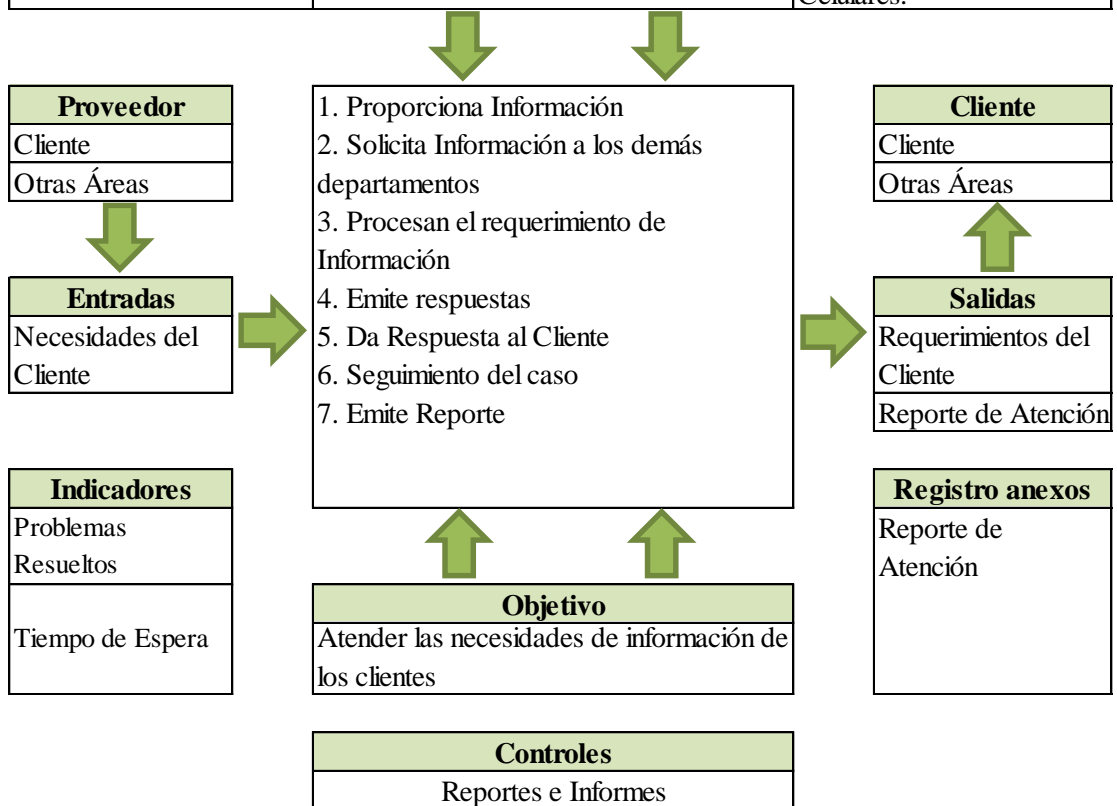 Celulares.
Proveedor
Cliente
Otras Áreas
Entradas
Necesidades del
Cliente
Indicadores
Problemas
Resueltos
Tiempo de Espera
1. Proporciona Información
2. Solicita Información a los demás
departamentos
3. Procesan el requerimiento de
Información
4. Emite respuestas
5. Da Respuesta al Cliente
6. Seguimiento del caso
7. Emite Reporte
Objetivo
Atender las necesidades de información de
los clientes
Controles
Reportes e Informes
Cliente
Cliente
Otras Áreas
Salidas
Requerimientos del
Cliente
Reporte de Atención
Registro anexos
Reporte de
Atención